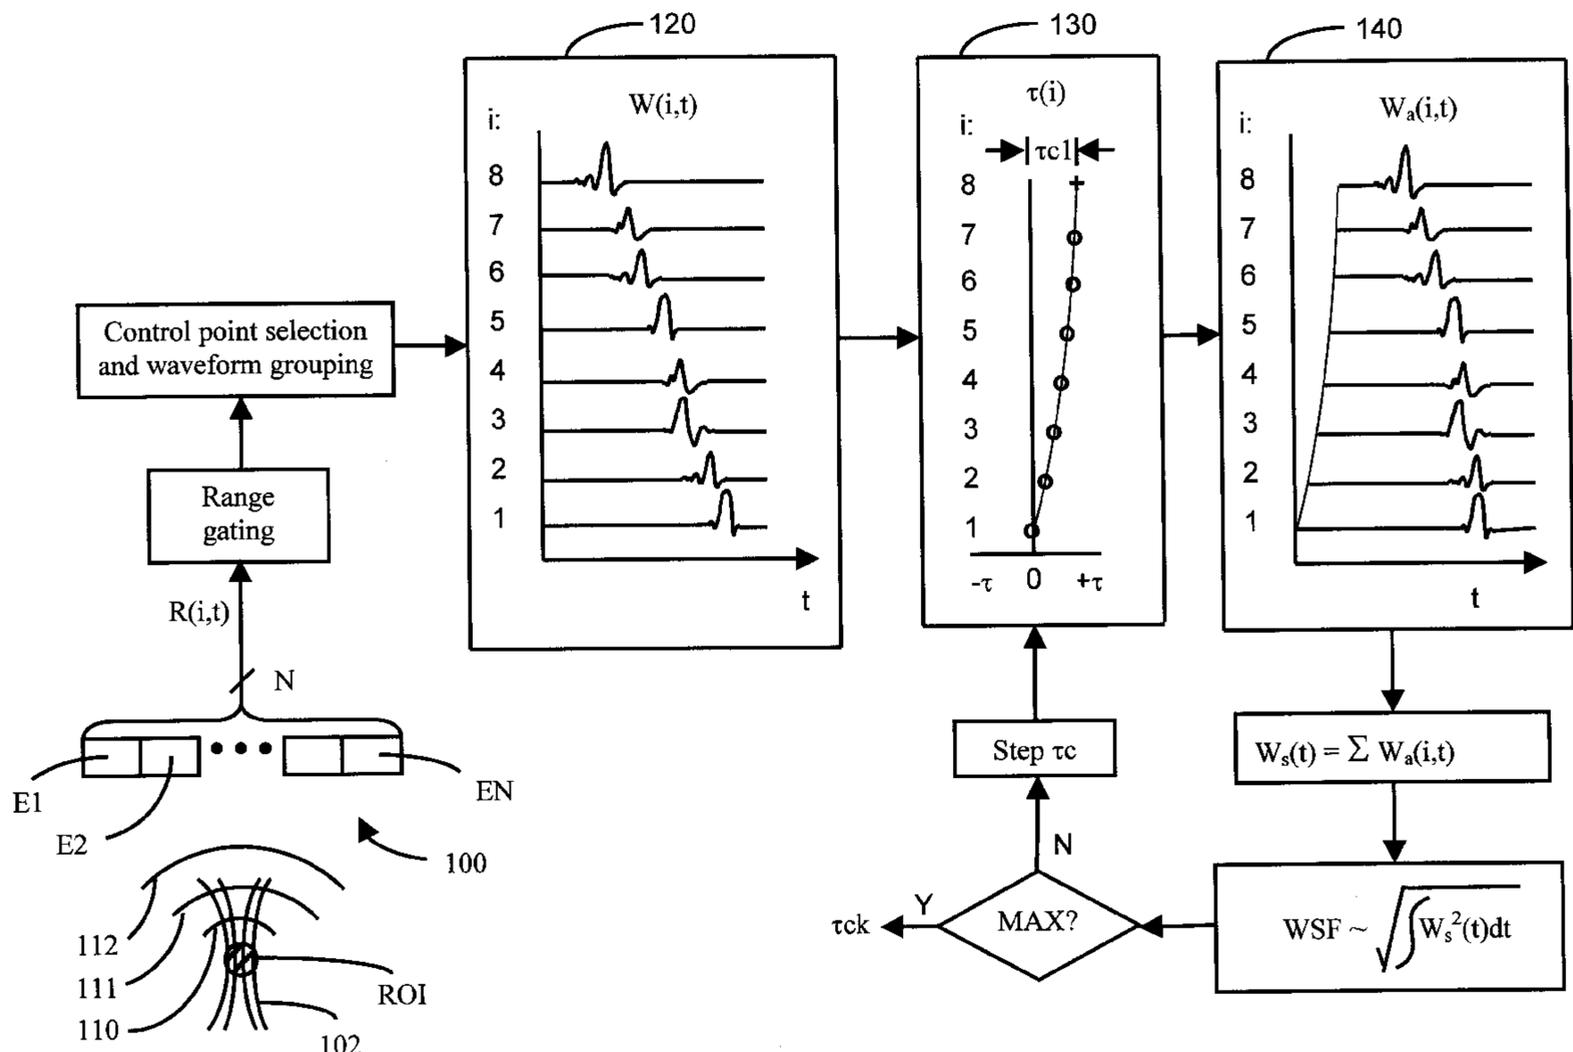 120
W(i,t)
i:
8
7
6
5
4
3
2
1
t
130
τ(i)
i:
τc1
8
7
6
5
4
3
2
1
-τ 0 +τ
140
Wa(i,t)
i:
8
7
6
5
4
3
2
1
t
Control point selection
and waveform grouping
Range
gating
R(i,t)
N
E1
E2
EN
100
112
111
110
ROI
102
Step τc
N
MAX?
Y
τck
Ws(t) = Σ Wa(i,t)
WSF ~ √∫Ws²(t)dt